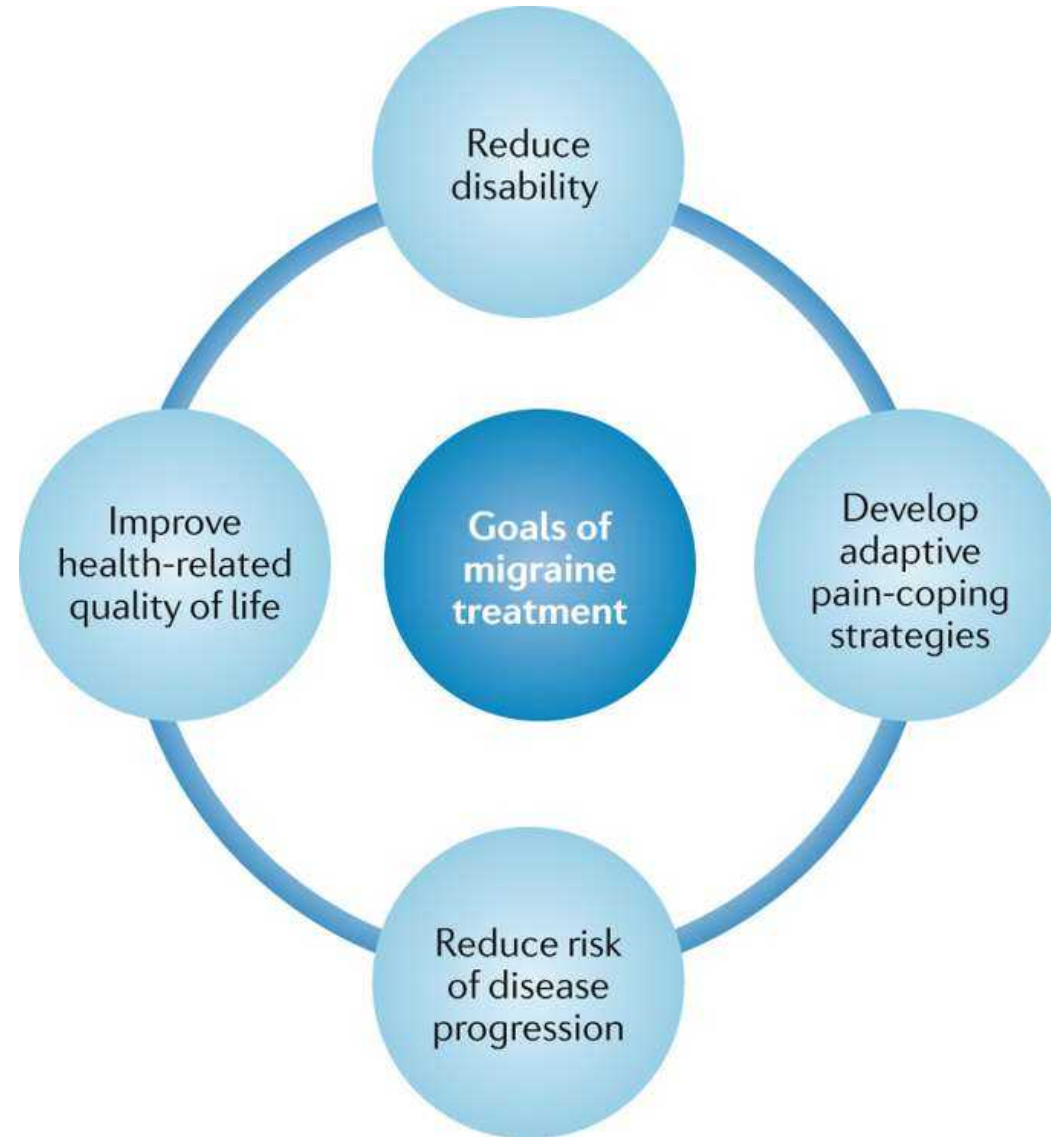 Reduce
disability
Improve
health-related
quality of life
Goals of
migraine
treatment
Develop
adaptive
pain-coping
strategies
Reduce risk
of disease
progression